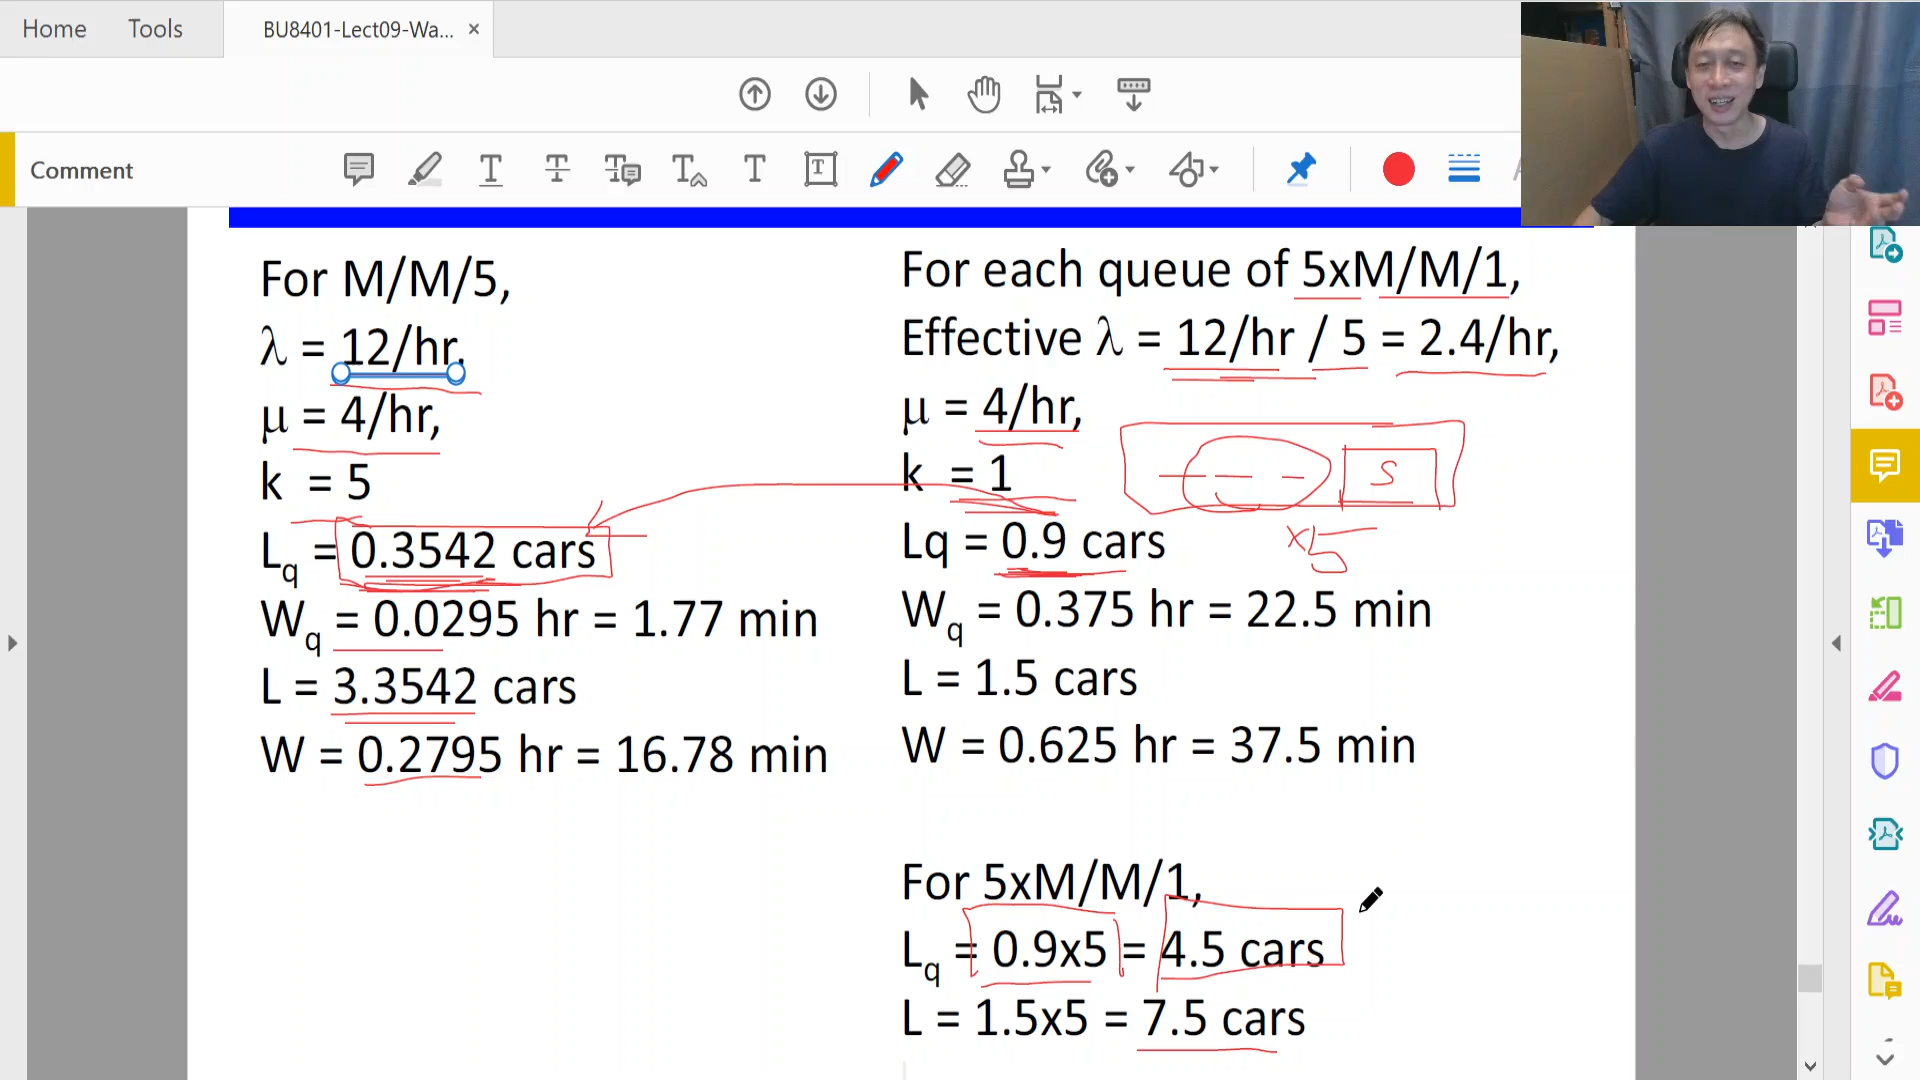 Home
Tools
BU8401-Lect09-Wa... ×
Comment
For M/M/5,
λ = 12/hr,
μ = 4/hr,
k = 5
Lq = 0.3542 cars
Wq = 0.0295 hr = 1.77 min
L = 3.3542 cars
W = 0.2795 hr = 16.78 min
For each queue of 5xM/M/1,
Effective λ = 12/hr / 5 = 2.4/hr,
μ = 4/hr,
k = 1
S
Lq = 0.9 cars
x5
Wq = 0.375 hr = 22.5 min
L = 1.5 cars
W = 0.625 hr = 37.5 min
For 5xM/M/1,
Lq = 0.9x5 = 4.5 cars
L = 1.5x5 = 7.5 cars